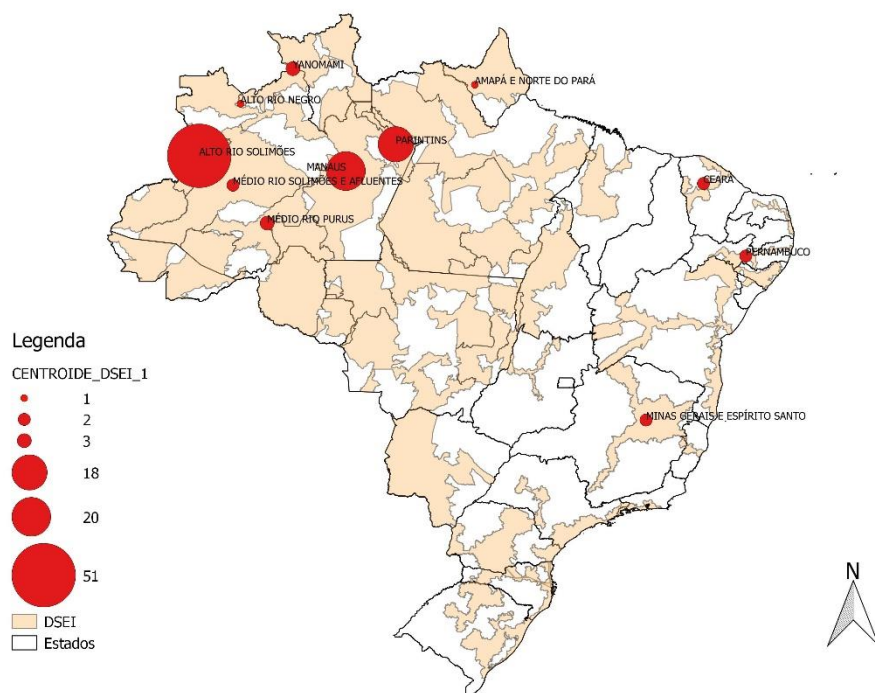 YANOMAMI
AMAPÁ E NORTE DO PARÁ
ALTO RIO NEGRO
PARINTINS
ALTO RIO SOLIMÕES
MANAUS
MÉDIO RIO SOLIMÕES E AFLUENTES
CEARÁ
MÉDIO RIO PURUS
PERNAMBUCO
MINAS GERAIS E ESPÍRITO SANTO
Legenda
CENTROIDE_DSEI_1
1
2
3
18
20
51
DSEI
Estados
N